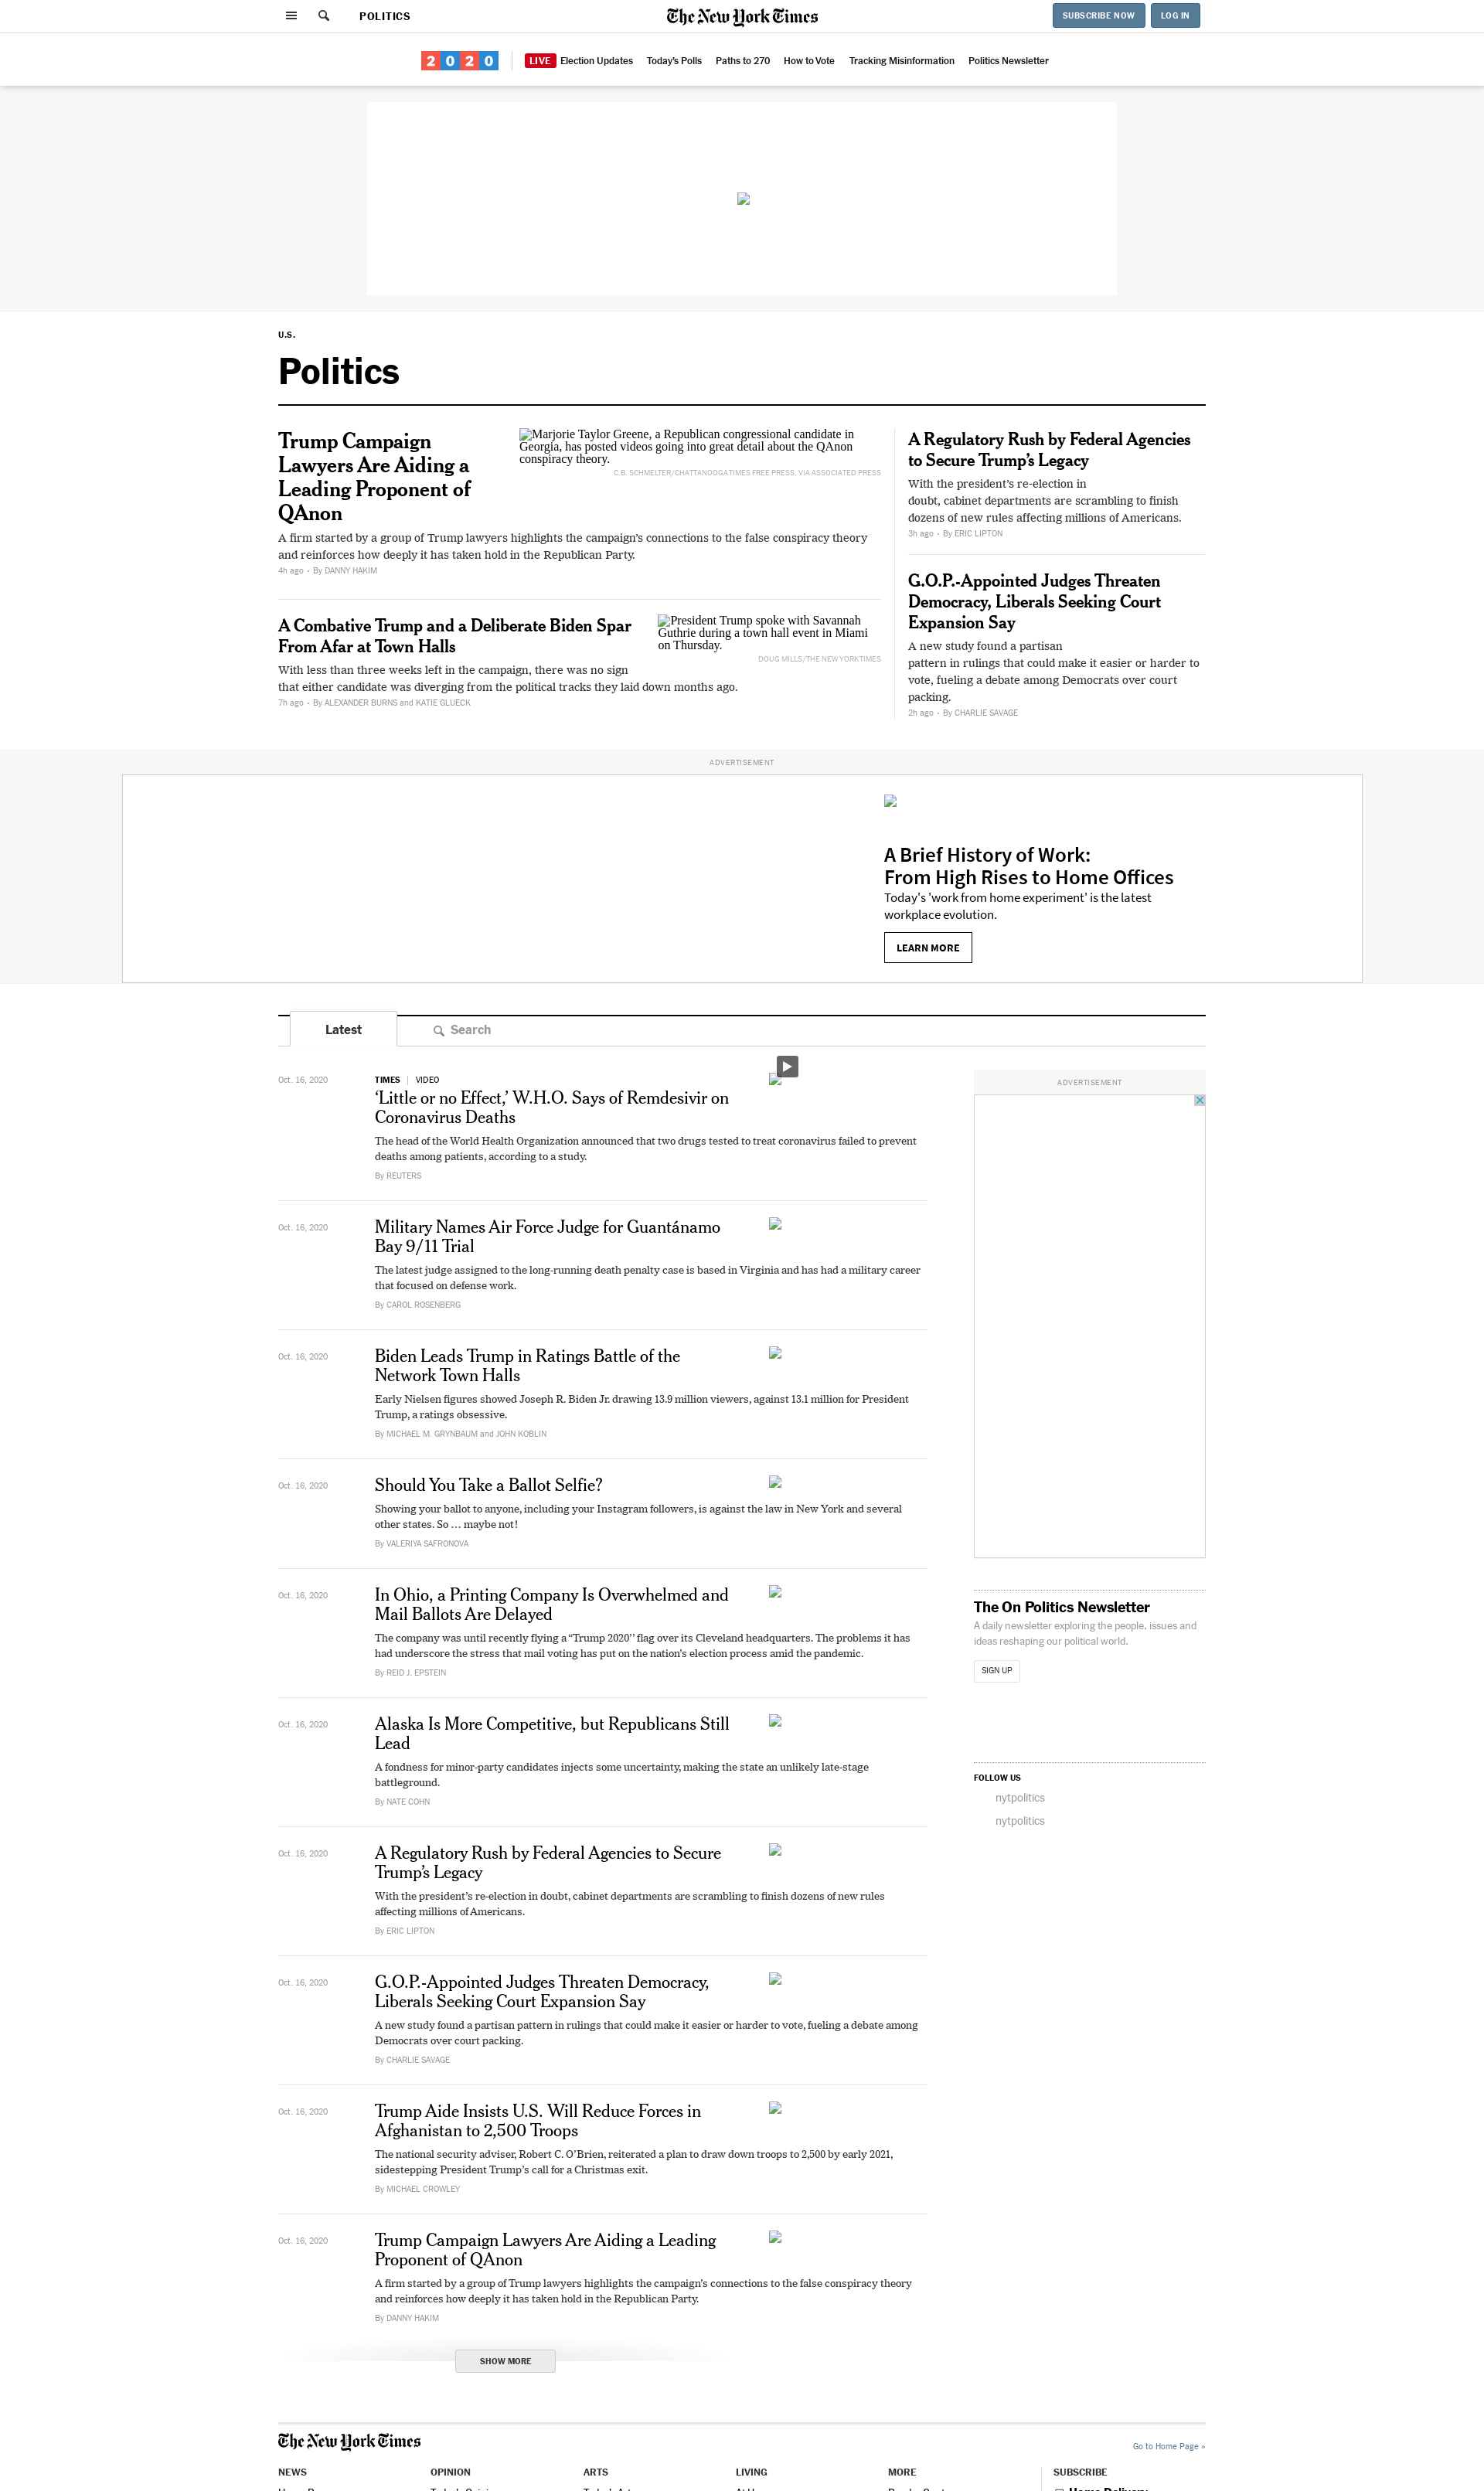 POLITICS
The New York Times
SUBSCRIBE NOW
LOG IN
2020
LIVE Election Updates
Today's Polls
Paths to 270
How to Vote
Tracking Misinformation
Politics Newsletter
U.S.
Politics
Trump Campaign
Lawyers Are Aiding a
Leading Proponent of
QAnon
Marjorie Taylor Greene, a Republican congressional candidate in
Georgia, has posted videos going into great detail about the QAnon
conspiracy theory.
C.B. SCHMELTER/CHATTANOOGA TIMES FREE PRESS, VIA ASSOCIATED PRESS
A firm started by a group of Trump lawyers highlights the campaign's connections to the false conspiracy theory
and reinforces how deeply it has taken hold in the Republican Party.
4h ago • By DANNY HAKIM
A Combative Trump and a Deliberate Biden Spar
From Afar at Town Halls
President Trump spoke with Savannah
Guthrie during a town hall event in Miami
on Thursday.
DOUG MILLS/THE NEW YORK TIMES
With less than three weeks left in the campaign, there was no sign
that either candidate was diverging from the political tracks they laid down months ago.
7h ago • By ALEXANDER BURNS and KATIE GLUECK
A Regulatory Rush by Federal Agencies
to Secure Trump’s Legacy
With the president’s re-election in
doubt, cabinet departments are scrambling to finish
dozens of new rules affecting millions of Americans.
3h ago • By ERIC LIPTON
G.O.P.-Appointed Judges Threaten
Democracy, Liberals Seeking Court
Expansion Say
A new study found a partisan
pattern in rulings that could make it easier or harder to
vote, fueling a debate among Democrats over court
packing.
2h ago • By CHARLIE SAVAGE
ADVERTISEMENT
A Brief History of Work:
From High Rises to Home Offices
Today's 'work from home experiment' is the latest
workplace evolution.
LEARN MORE
Latest
Search
Oct. 16, 2020
TIMES | VIDEO
‘Little or no Effect,’ W.H.O. Says of Remdesivir on
Coronavirus Deaths
The head of the World Health Organization announced that two drugs tested to treat coronavirus failed to prevent
deaths among patients, according to a study.
By REUTERS
Oct. 16, 2020
Military Names Air Force Judge for Guantánamo
Bay 9/11 Trial
The latest judge assigned to the long-running death penalty case is based in Virginia and has had a military career
that focused on defense work.
By CAROL ROSENBERG
Oct. 16, 2020
Biden Leads Trump in Ratings Battle of the
Network Town Halls
Early Nielsen figures showed Joseph R. Biden Jr. drawing 13.9 million viewers, against 13.1 million for President
Trump, a ratings obsessive.
By MICHAEL M. GRYNBAUM and JOHN KOBLIN
Oct. 16, 2020
Should You Take a Ballot Selfie?
Showing your ballot to anyone, including your Instagram followers, is against the law in New York and several
other states. So … maybe not!
By VALERIYA SAFRONOVA
Oct. 16, 2020
In Ohio, a Printing Company Is Overwhelmed and
Mail Ballots Are Delayed
The company was until recently flying a “Trump 2020’’ flag over its Cleveland headquarters. The problems it has
had underscore the stress that mail voting has put on the nation’s election process amid the pandemic.
By REID J. EPSTEIN
Oct. 16, 2020
Alaska Is More Competitive, but Republicans Still
Lead
A fondness for minor-party candidates injects some uncertainty, making the state an unlikely late-stage
battleground.
By NATE COHN
Oct. 16, 2020
A Regulatory Rush by Federal Agencies to Secure
Trump’s Legacy
With the president’s re-election in doubt, cabinet departments are scrambling to finish dozens of new rules
affecting millions of Americans.
By ERIC LIPTON
Oct. 16, 2020
G.O.P.-Appointed Judges Threaten Democracy,
Liberals Seeking Court Expansion Say
A new study found a partisan pattern in rulings that could make it easier or harder to vote, fueling a debate among
Democrats over court packing.
By CHARLIE SAVAGE
Oct. 16, 2020
Trump Aide Insists U.S. Will Reduce Forces in
Afghanistan to 2,500 Troops
The national security adviser, Robert C. O’Brien, reiterated a plan to draw down troops to 2,500 by early 2021,
sidestepping President Trump’s call for a Christmas exit.
By MICHAEL CROWLEY
Oct. 16, 2020
Trump Campaign Lawyers Are Aiding a Leading
Proponent of QAnon
A firm started by a group of Trump lawyers highlights the campaign’s connections to the false conspiracy theory
and reinforces how deeply it has taken hold in the Republican Party.
By DANNY HAKIM
SHOW MORE
ADVERTISEMENT
The On Politics Newsletter
A daily newsletter exploring the people, issues and
ideas reshaping our political world.
SIGN UP
FOLLOW US
nytpolitics
nytpolitics
The New York Times
Go to Home Page »
NEWS
OPINION
ARTS
LIVING
MORE
SUBSCRIBE